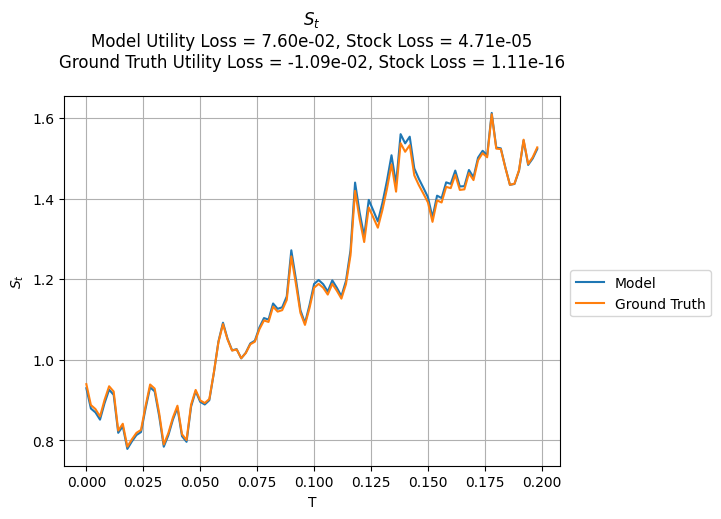 S_t
Model Utility Loss = 7.60e-02, Stock Loss = 4.71e-05
Ground Truth Utility Loss = -1.09e-02, Stock Loss = 1.11e-16
1.6
1.4
1.2
1.0
0.8
S_t
0.000 0.025 0.050 0.075 0.100 0.125 0.150 0.175 0.200
T
Model
Ground Truth